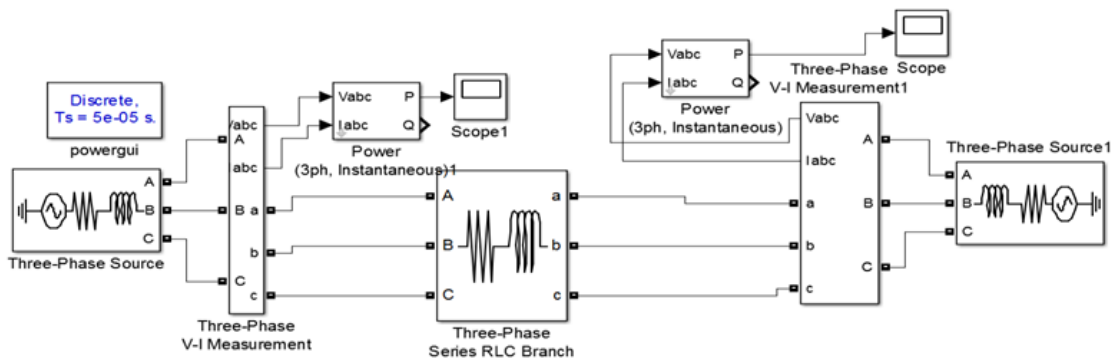 Discrete,
Ts = 5e-05 s.
powergui
A
B
C
Three-Phase Source
Vabc
A
Iabc
B a
b
C
c
Three-Phase
V-I Measurement
Vabc P
Iabc Q
Power
(3ph, Instantaneous)1
Scope1
A a
B b
C c
Three-Phase
Series RLC Branch
Vabc P
Iabc Q
Power
(3ph, Instantaneous)
Scope
Three-Phase
V-I Measurement1
Vabc
A
Iabc
a
B
b
C
c
Three-Phase Source1
A
B
C